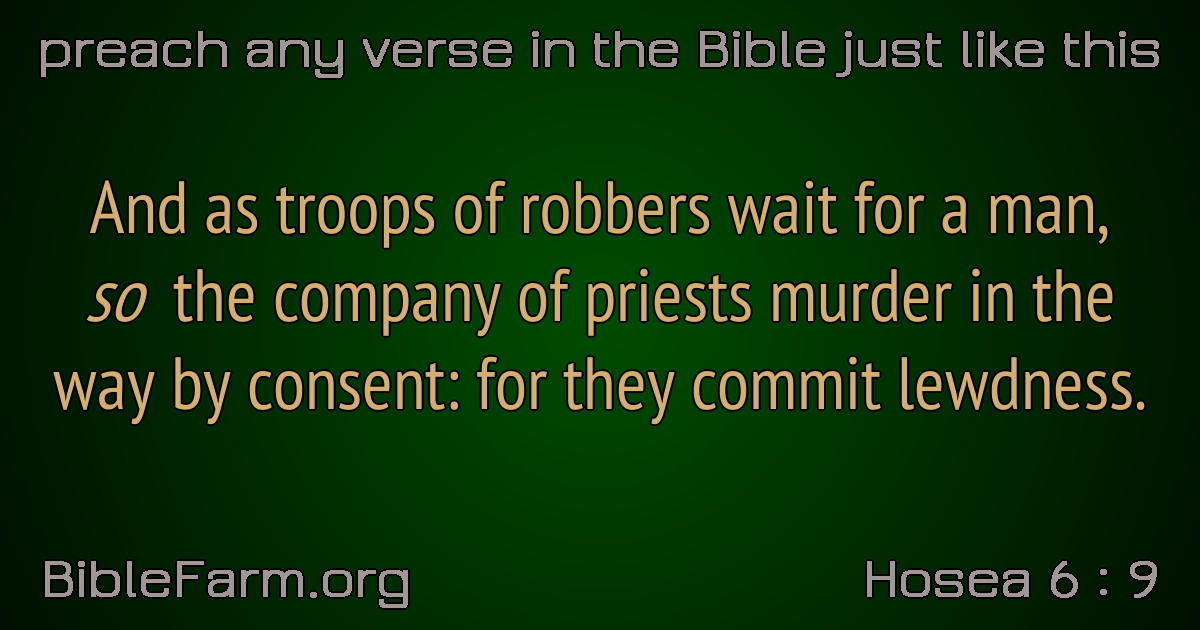 preach any verse in the Bible just like this
And as troops of robbers wait for a man,
so the company of priests murder in the
way by consent: for they commit lewdness.
BibleFarm.org
Hosea 6 : 9